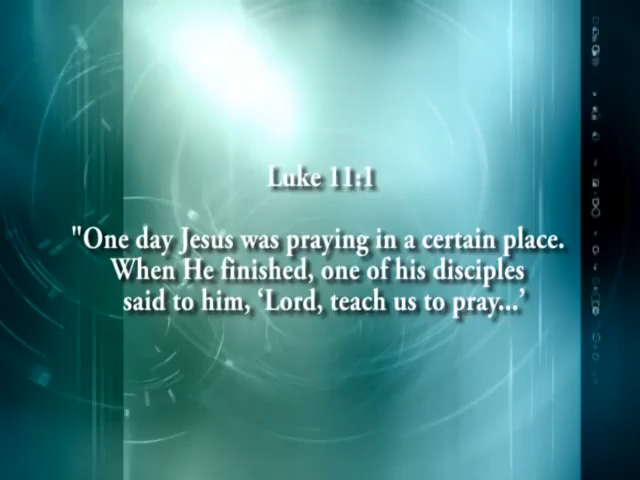 Luke 11:1
"One day Jesus was praying in a certain place.
When He finished, one of his disciples
said to him, ‘Lord, teach us to pray...’